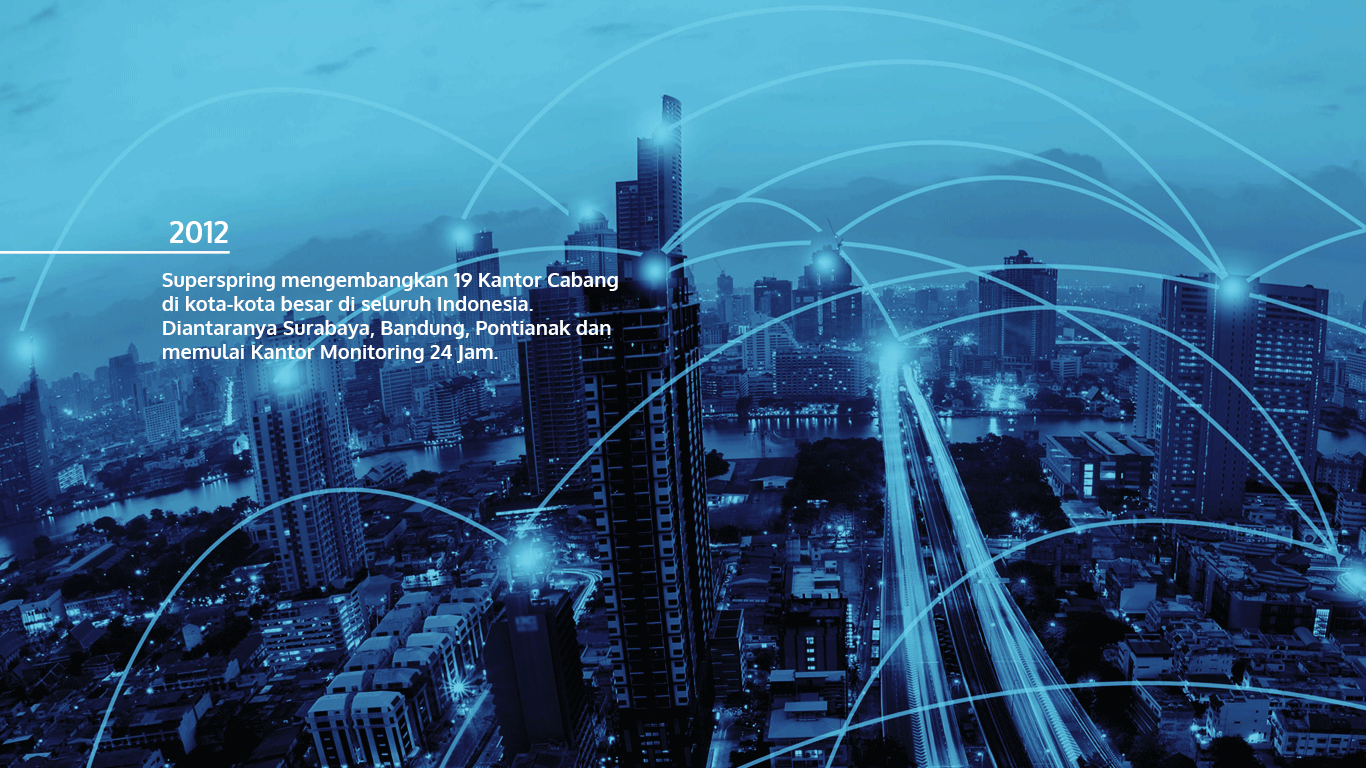 2012
Superspring mengembangkan 19 Kantor Cabang
di kota-kota besar di seluruh Indonesia.
Diantaranya Surabaya, Bandung, Pontianak dan
memulai Kantor Monitoring 24 Jam.